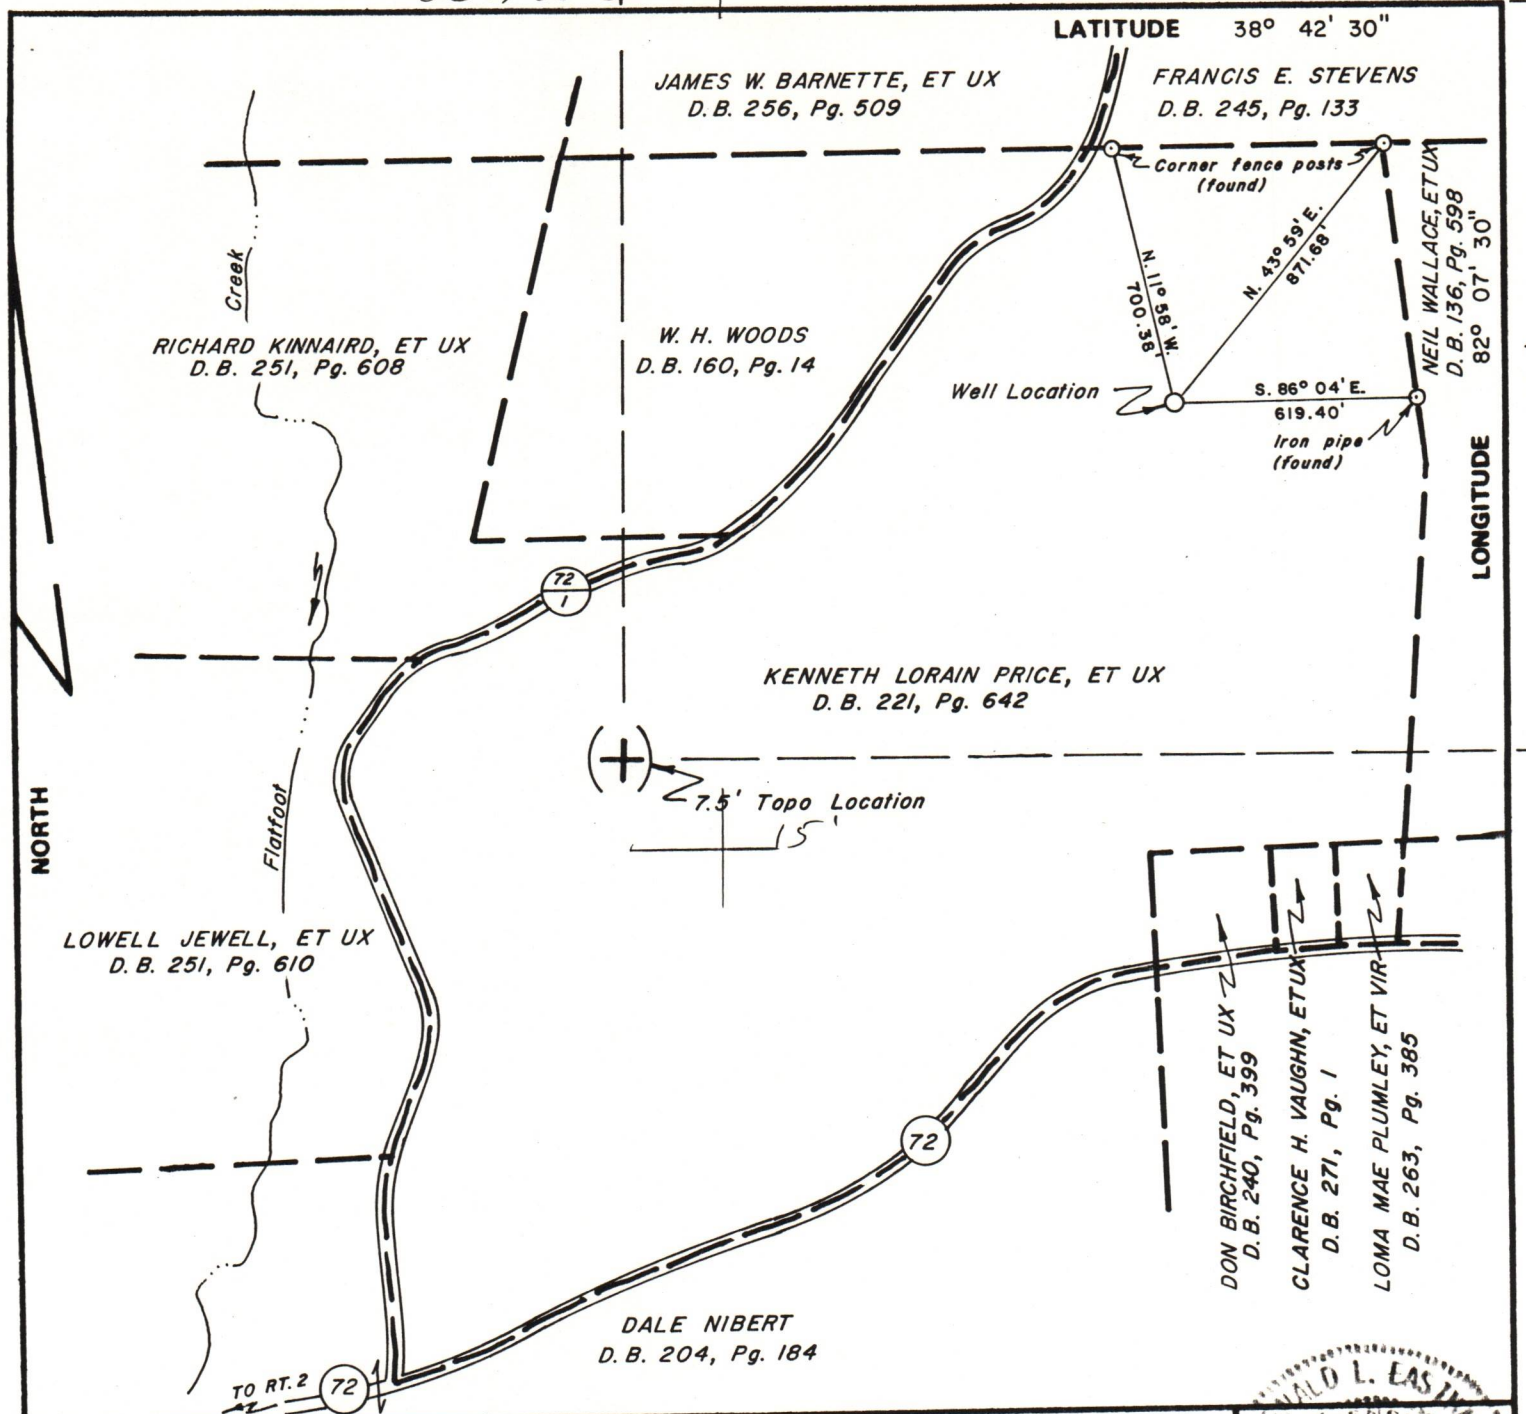 LATITUDE 38° 42' 30"
JAMES W. BARNETTE, ET UX
D.B. 256, Pg. 509
FRANCIS E. STEVENS
D.B. 245, Pg. 133
Corner fence posts
(found)
NEIL WALLACE, ET UX
D.B. 136, Pg. 598
82° 07' 30"
LONGITUDE
N. 11° 58' W.
700.38'
N. 43° 59' E.
871.68'
Creek
RICHARD KINNAIRD, ET UX
D.B. 251, Pg. 608
W. H. WOODS
D.B. 160, Pg. 14
Well Location
S. 86° 04' E.
619.40'
Iron pipe
(found)
72
1
KENNETH LORAIN PRICE, ET UX
D.B. 221, Pg. 642
7.5' Topo Location
15'
NORTH
Flatfoot
LOWELL JEWELL, ET UX
D.B. 251, Pg. 610
DON BIRCHFIELD, ET UX
D.B. 240, Pg. 399
CLARENCE H. VAUGHN, ET UX
D.B. 271, Pg. 1
LOMA MAE PLUMLEY, ET VIR
D.B. 263, Pg. 385
72
DALE NIBERT
D.B. 204, Pg. 184
TO RT. 2
72
L.